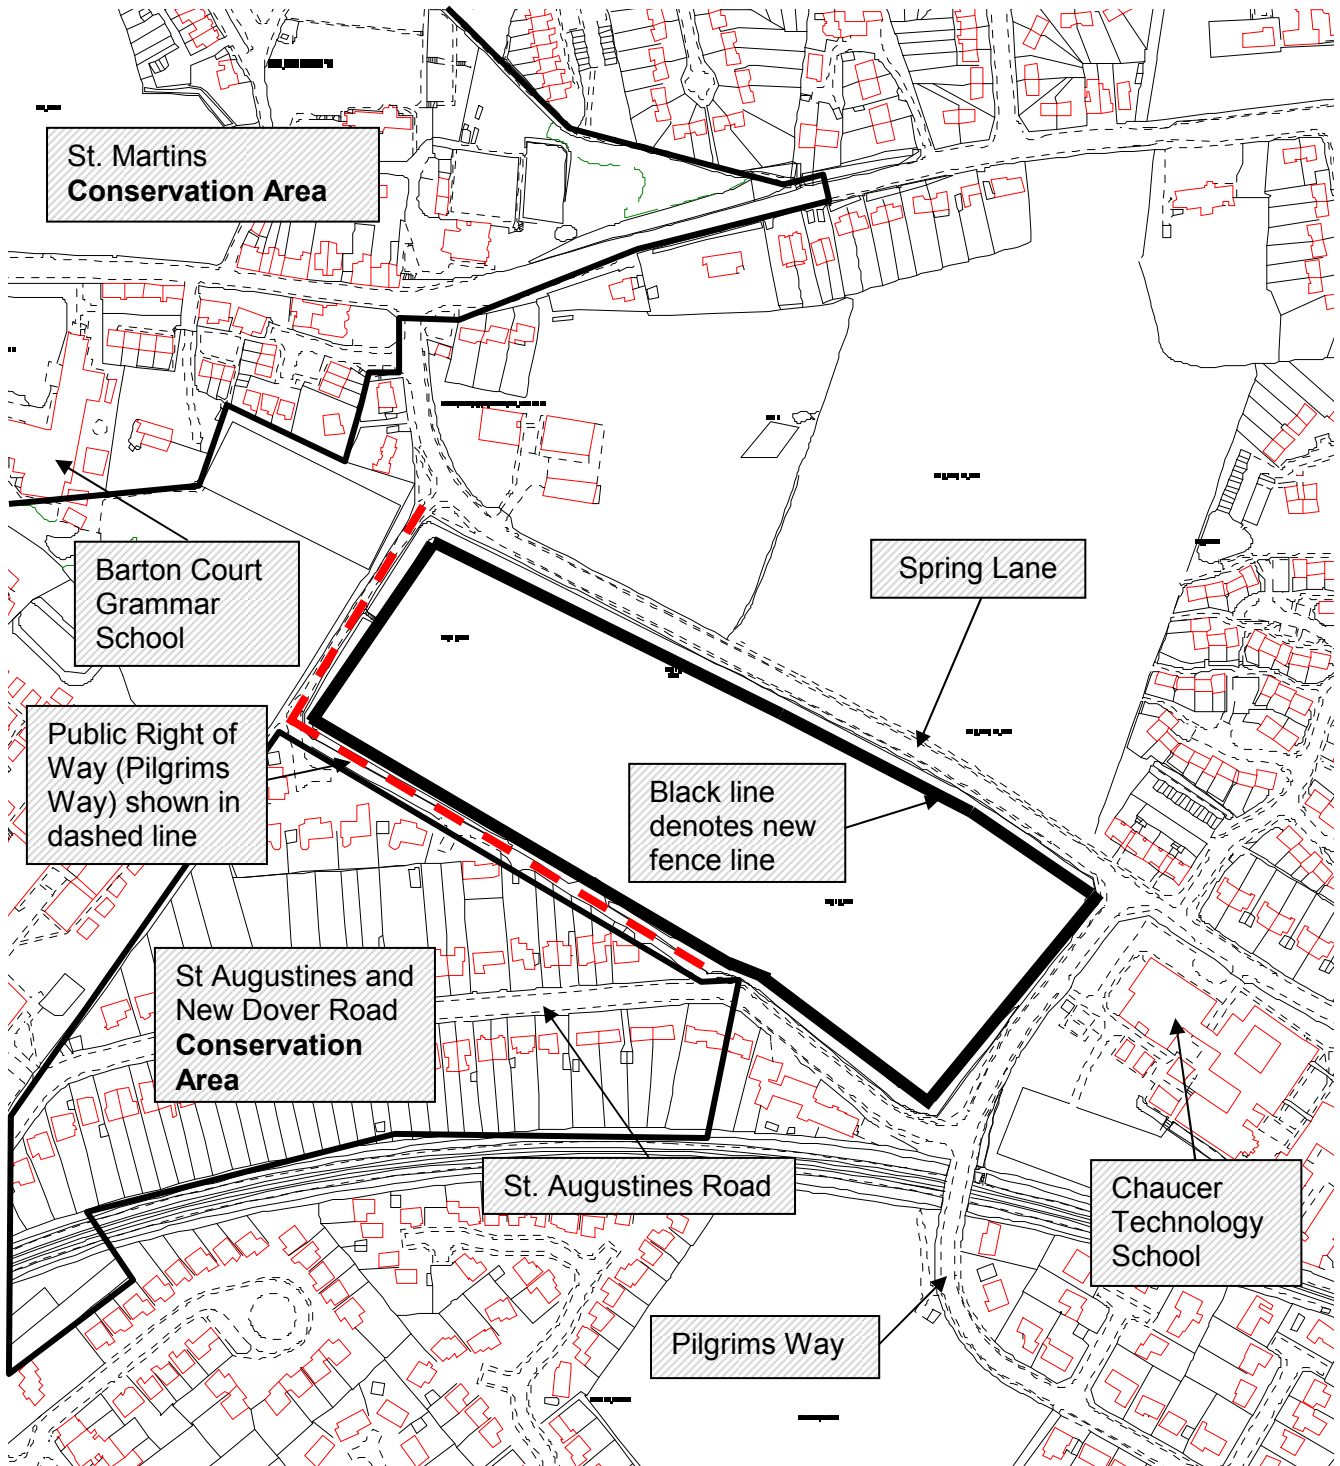 St. Martins
Conservation Area
Barton Court
Grammar
School
Spring Lane
Public Right of
Way (Pilgrims
Way) shown in
dashed line
Black line
denotes new
fence line
St Augustines and
New Dover Road
Conservation
Area
St. Augustines Road
Chaucer
Technology
School
Pilgrims Way